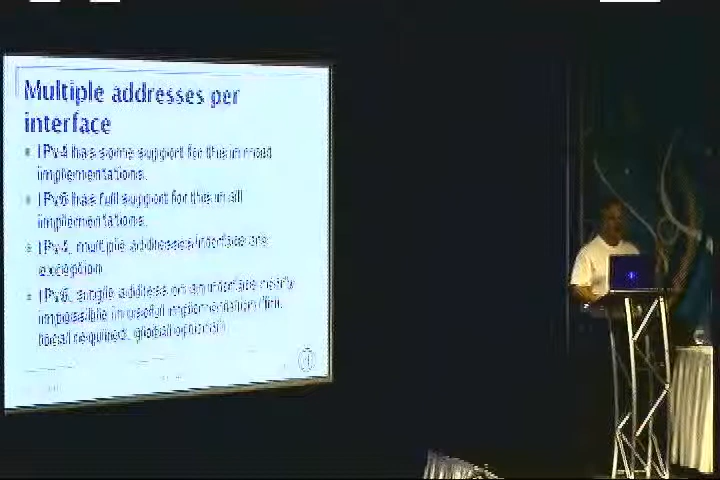 Multiple addresses per
interface
IPv4 has some support for this in most
implementations.
IPv6 has full support for this in all
implementations.
IPv4, multiple addresses/interface are
exception
IPv6, single address on an interface nearly
impossible in useful implementation (link
local required, global optional)